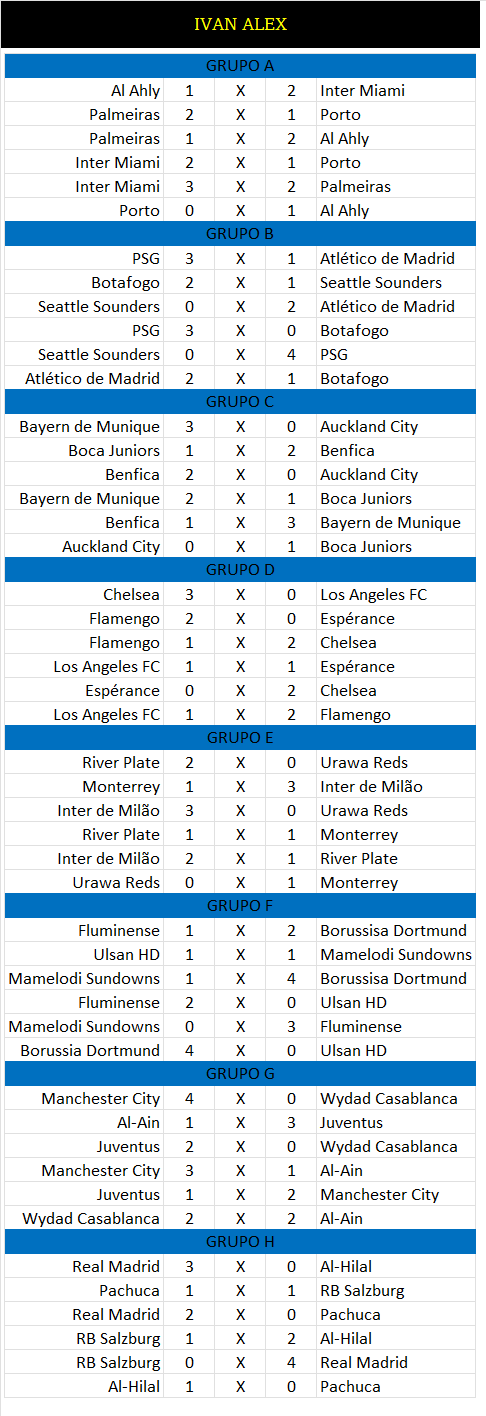 IVAN ALEX
GRUPO A
Al Ahly 1 X 2 Inter Miami
Palmeiras 2 X 1 Porto
Palmeiras 1 X 2 Al Ahly
Inter Miami 2 X 1 Porto
Inter Miami 3 X 2 Palmeiras
Porto 0 X 1 Al Ahly
GRUPO B
PSG 3 X 1 Atlético de Madrid
Botafogo 2 X 1 Seattle Sounders
Seattle Sounders 0 X 2 Atlético de Madrid
PSG 3 X 0 Botafogo
Seattle Sounders 0 X 4 PSG
Atlético de Madrid 2 X 1 Botafogo
GRUPO C
Bayern de Munique 3 X 0 Auckland City
Boca Juniors 1 X 2 Benfica
Benfica 2 X 0 Auckland City
Bayern de Munique 2 X 1 Boca Juniors
Benfica 1 X 3 Bayern de Munique
Auckland City 0 X 1 Boca Juniors
GRUPO D
Chelsea 3 X 0 Los Angeles FC
Flamengo 2 X 0 Espérance
Flamengo 1 X 2 Chelsea
Los Angeles FC 1 X 1 Espérance
Espérance 0 X 2 Chelsea
Los Angeles FC 1 X 2 Flamengo
GRUPO E
River Plate 2 X 0 Urawa Reds
Monterrey 1 X 3 Inter de Milão
Inter de Milão 3 X 0 Urawa Reds
River Plate 1 X 1 Monterrey
Inter de Milão 2 X 1 River Plate
Urawa Reds 0 X 1 Monterrey
GRUPO F
Fluminense 1 X 2 Borussisa Dortmund
Ulsan HD 1 X 1 Mamelodi Sundowns
Mamelodi Sundowns 1 X 4 Borussisa Dortmund
Fluminense 2 X 0 Ulsan HD
Mamelodi Sundowns 0 X 3 Fluminense
Borussia Dortmund 4 X 0 Ulsan HD
GRUPO G
Manchester City 4 X 0 Wydad Casablanca
Al-Ain 1 X 3 Juventus
Juventus 2 X 0 Wydad Casablanca
Manchester City 3 X 1 Al-Ain
Juventus 1 X 2 Manchester City
Wydad Casablanca 2 X 2 Al-Ain
GRUPO H
Real Madrid 3 X 0 Al-Hilal
Pachuca 1 X 1 RB Salzburg
Real Madrid 2 X 0 Pachuca
RB Salzburg 1 X 2 Al-Hilal
RB Salzburg 0 X 4 Real Madrid
Al-Hilal 1 X 0 Pachuca